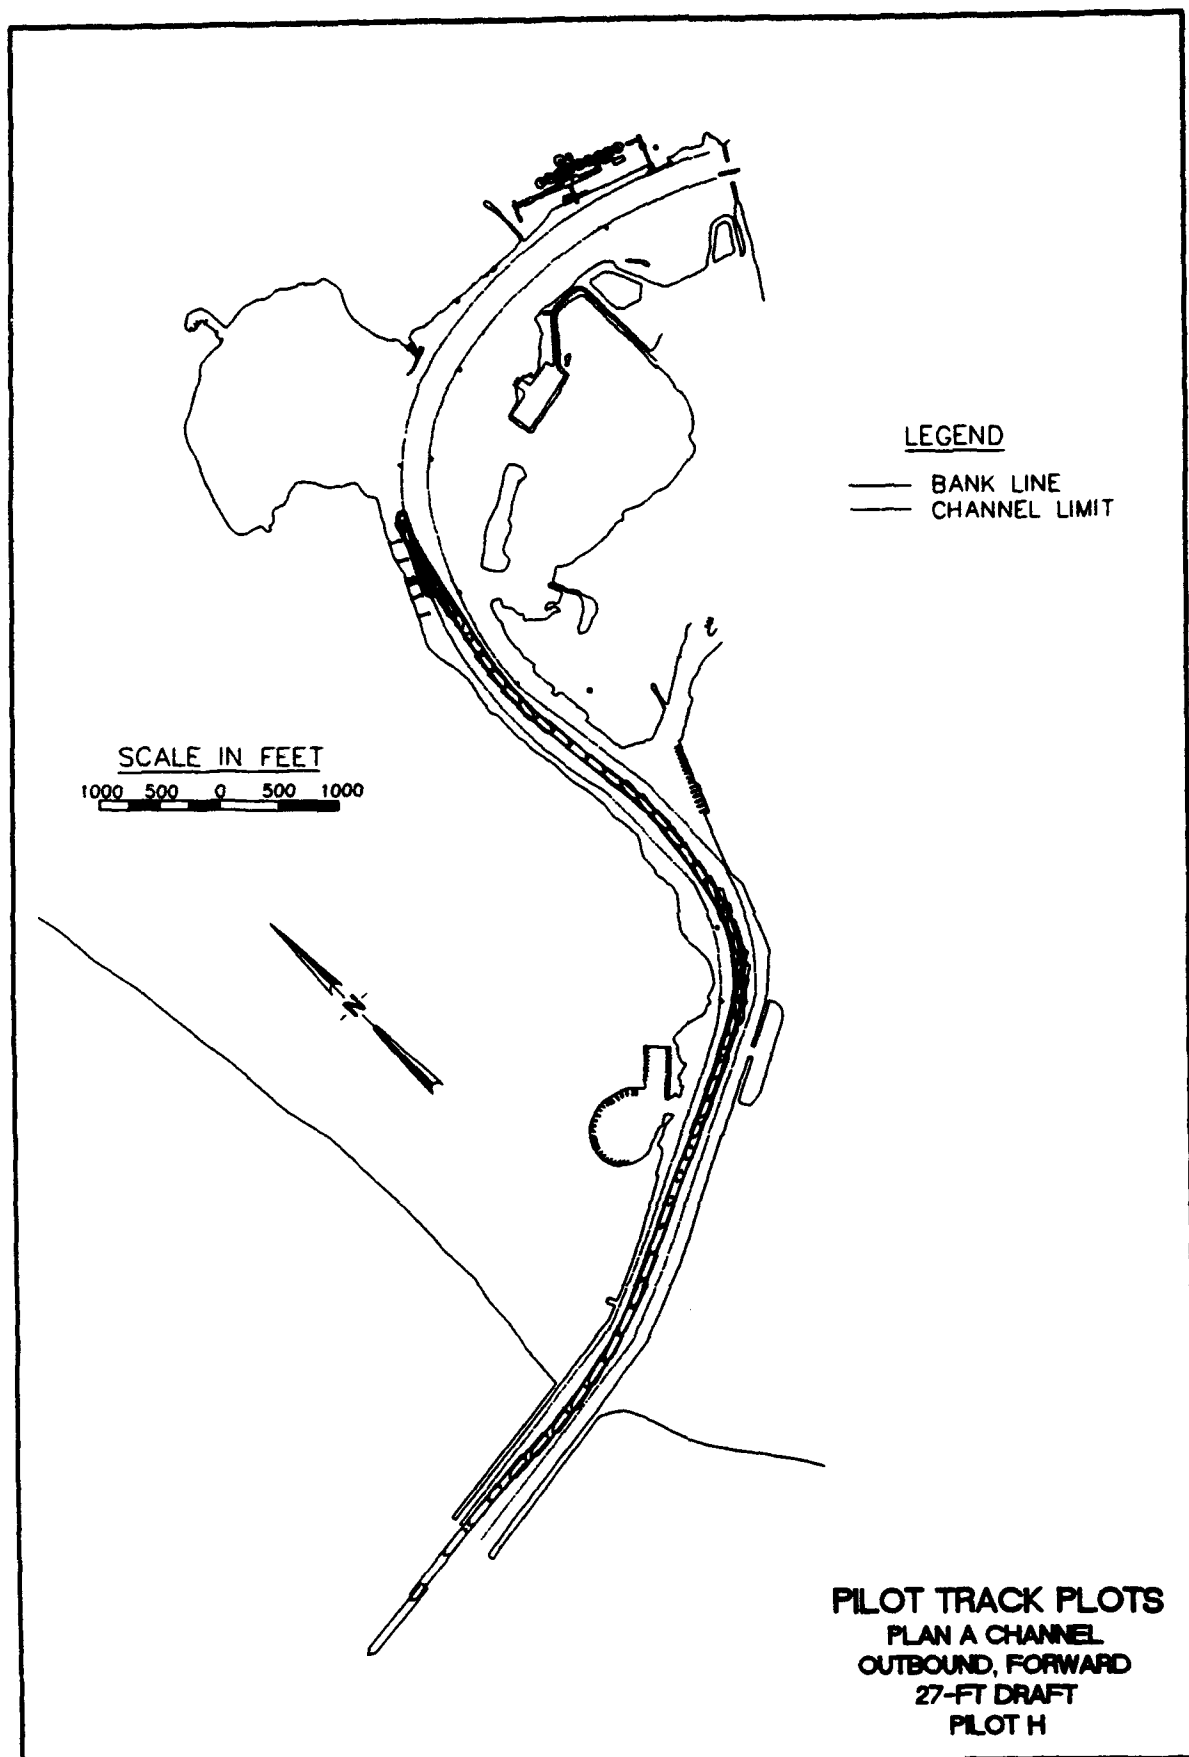 LEGEND
BANK LINE
CHANNEL LIMIT
SCALE IN FEET
1000 500 0 500 1000
N
PILOT TRACK PLOTS
PLAN A CHANNEL
OUTBOUND, FORWARD
27-FT DRAFT
PILOT H